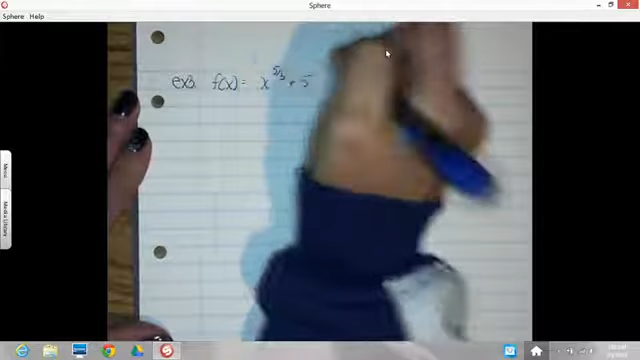 Sphere
Sphere Help
ex3. f(x) = x^5/3 + 5
Menu
Media Library